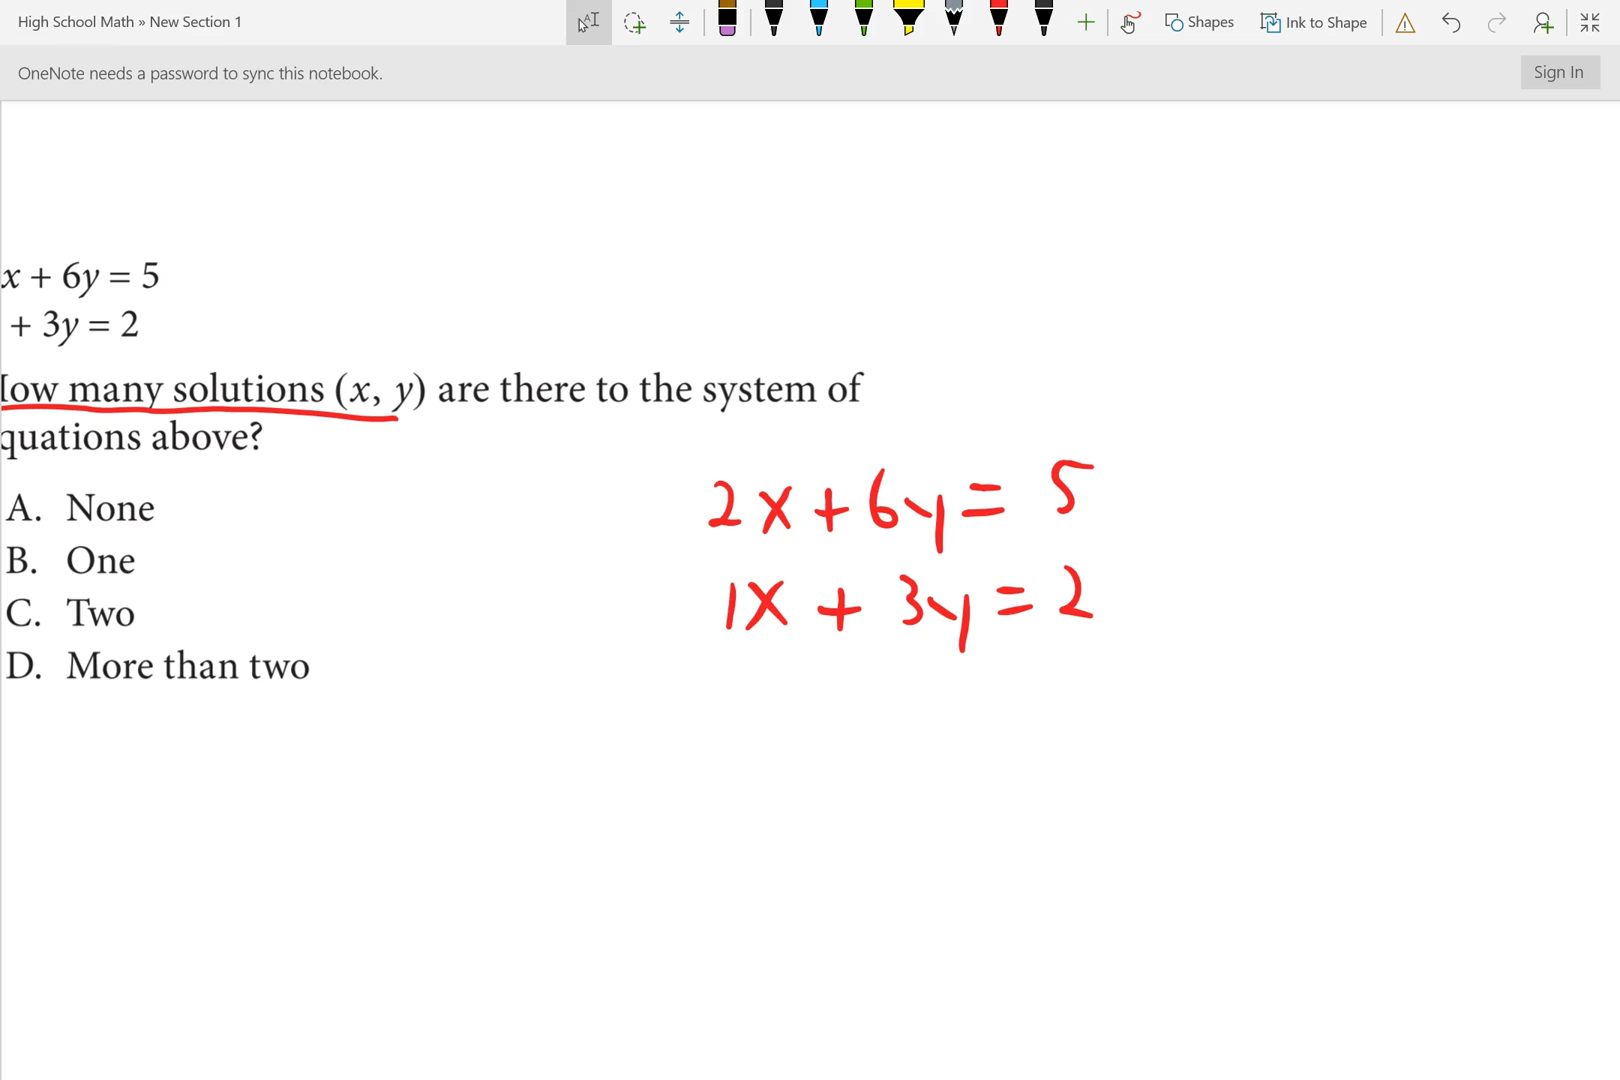 High School Math » New Section 1
Shapes
Ink to Shape
OneNote needs a password to sync this notebook.
Sign In
x + 6y = 5
+ 3y = 2
ow many solutions (x, y) are there to the system of
quations above?
A. None
B. One
C. Two
D. More than two
2x + 6y = 5
1x + 3y = 2